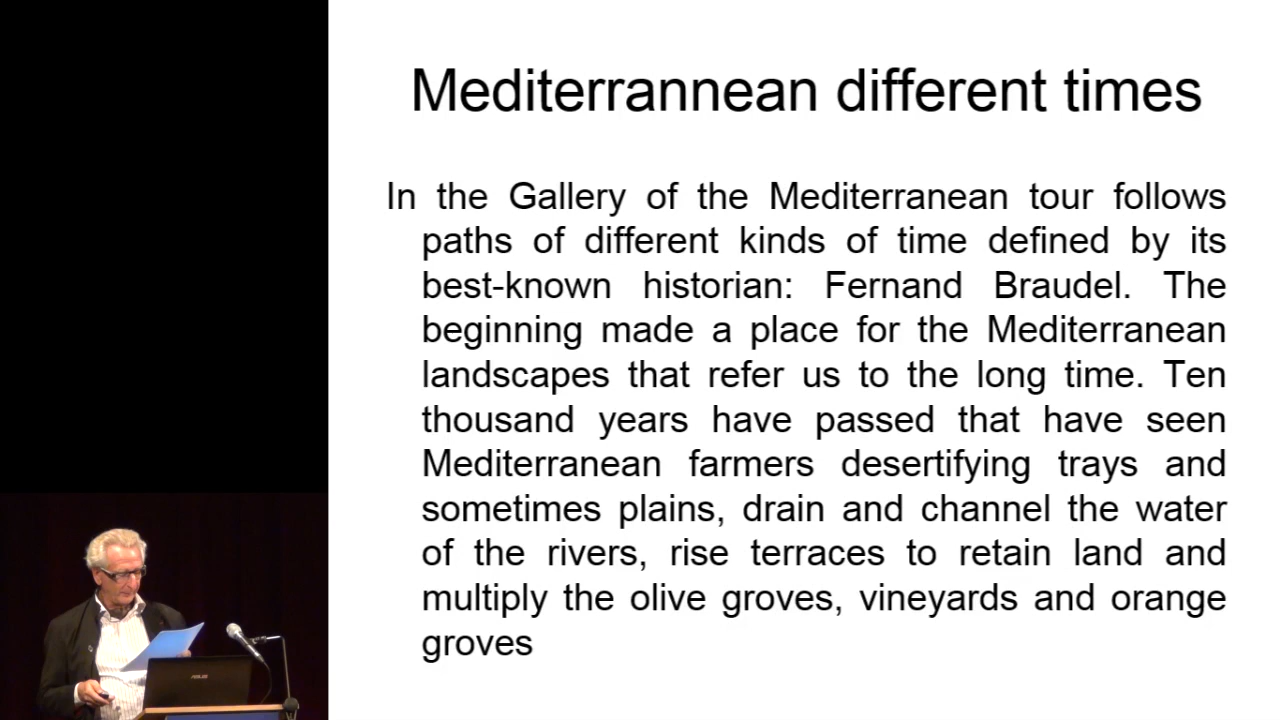 Mediterrannean different times
In the Gallery of the Mediterranean tour follows
paths of different kinds of time defined by its
best-known historian: Fernand Braudel. The
beginning made a place for the Mediterranean
landscapes that refer us to the long time. Ten
thousand years have passed that have seen
Mediterranean farmers desertifying trays and
sometimes plains, drain and channel the water
of the rivers, rise terraces to retain land and
multiply the olive groves, vineyards and orange
groves
ASUS